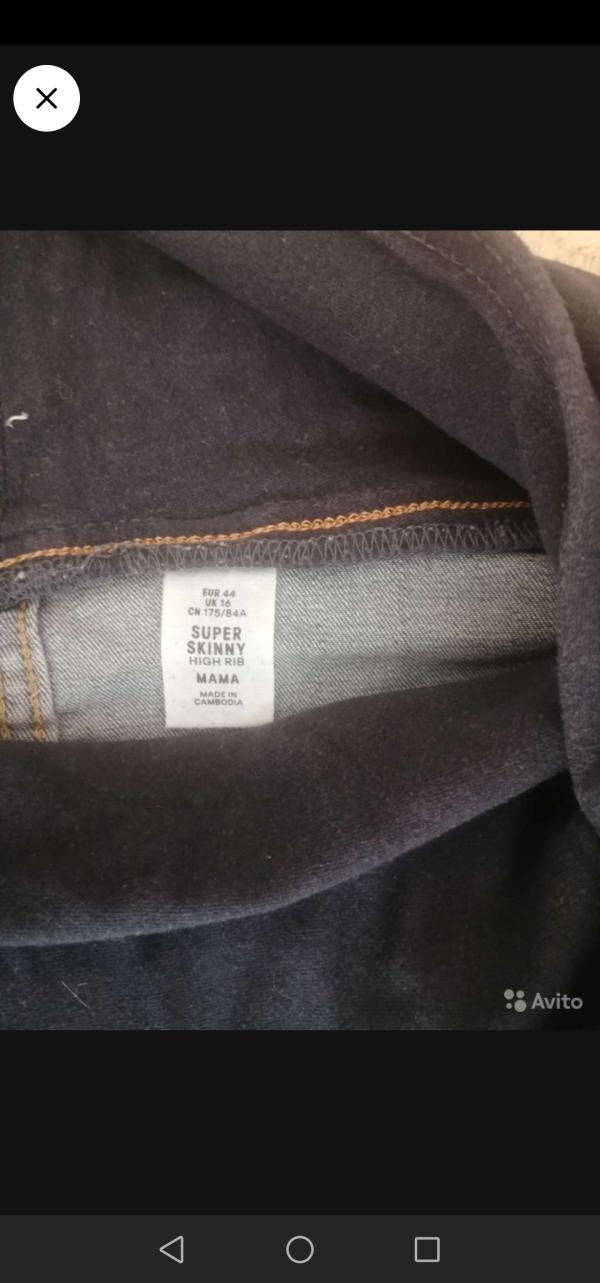 EUR 44
UK 16
CN 175/84A
SUPER
SKINNY
HIGH RIB
MAMA
MADE IN
CAMBODIA
Avito